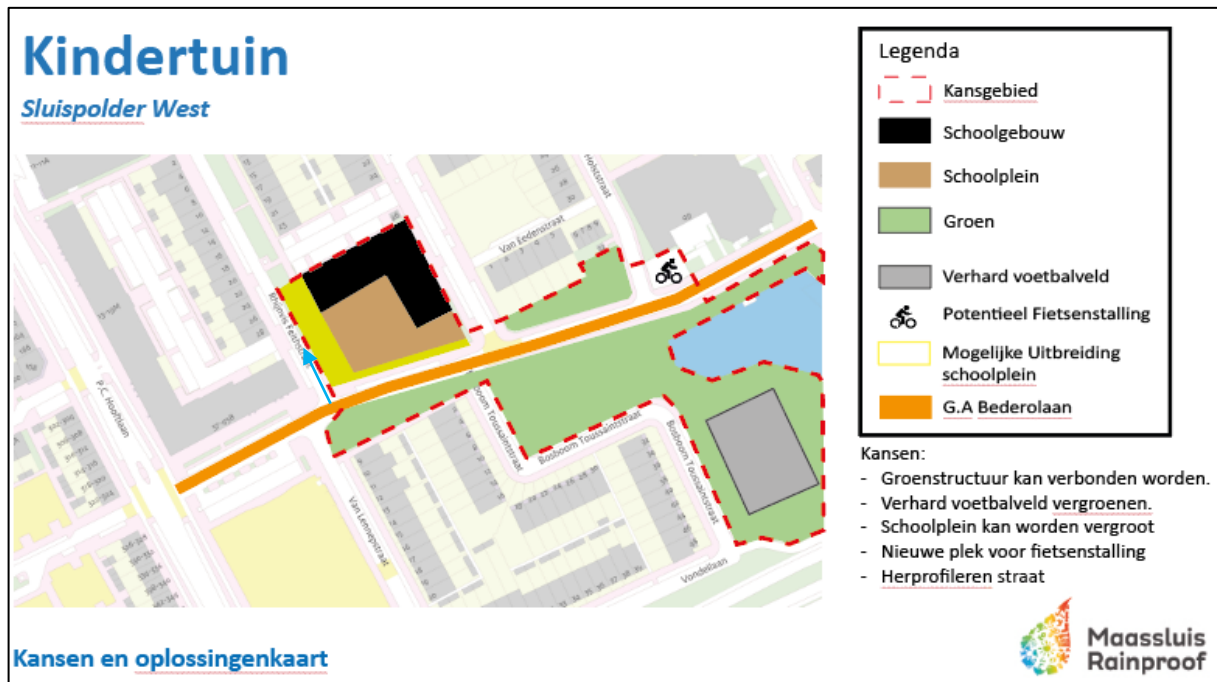 Kindertuin
Sluispolder West
Van Eedenstraat
P.C. Hooftlaan
Bosboom Toussaintstraat
Bosboom Toussaintstraat
Van Lennepstraat
Vondellaan
Kansen en oplossingenkaart
Legenda
Kansgebied
Schoolgebouw
Schoolplein
Groen
Verhard voetbalveld
Potentieel Fietsenstalling
Mogelijke Uitbreiding
schoolplein
G.A Bederolaan
Kansen:
- Groenstructuur kan verbonden worden.
- Verhard voetbalveld vergroenen.
- Schoolplein kan worden vergroot
- Nieuwe plek voor fietsenstalling
- Herprofileren straat
Maassluis
Rainproof